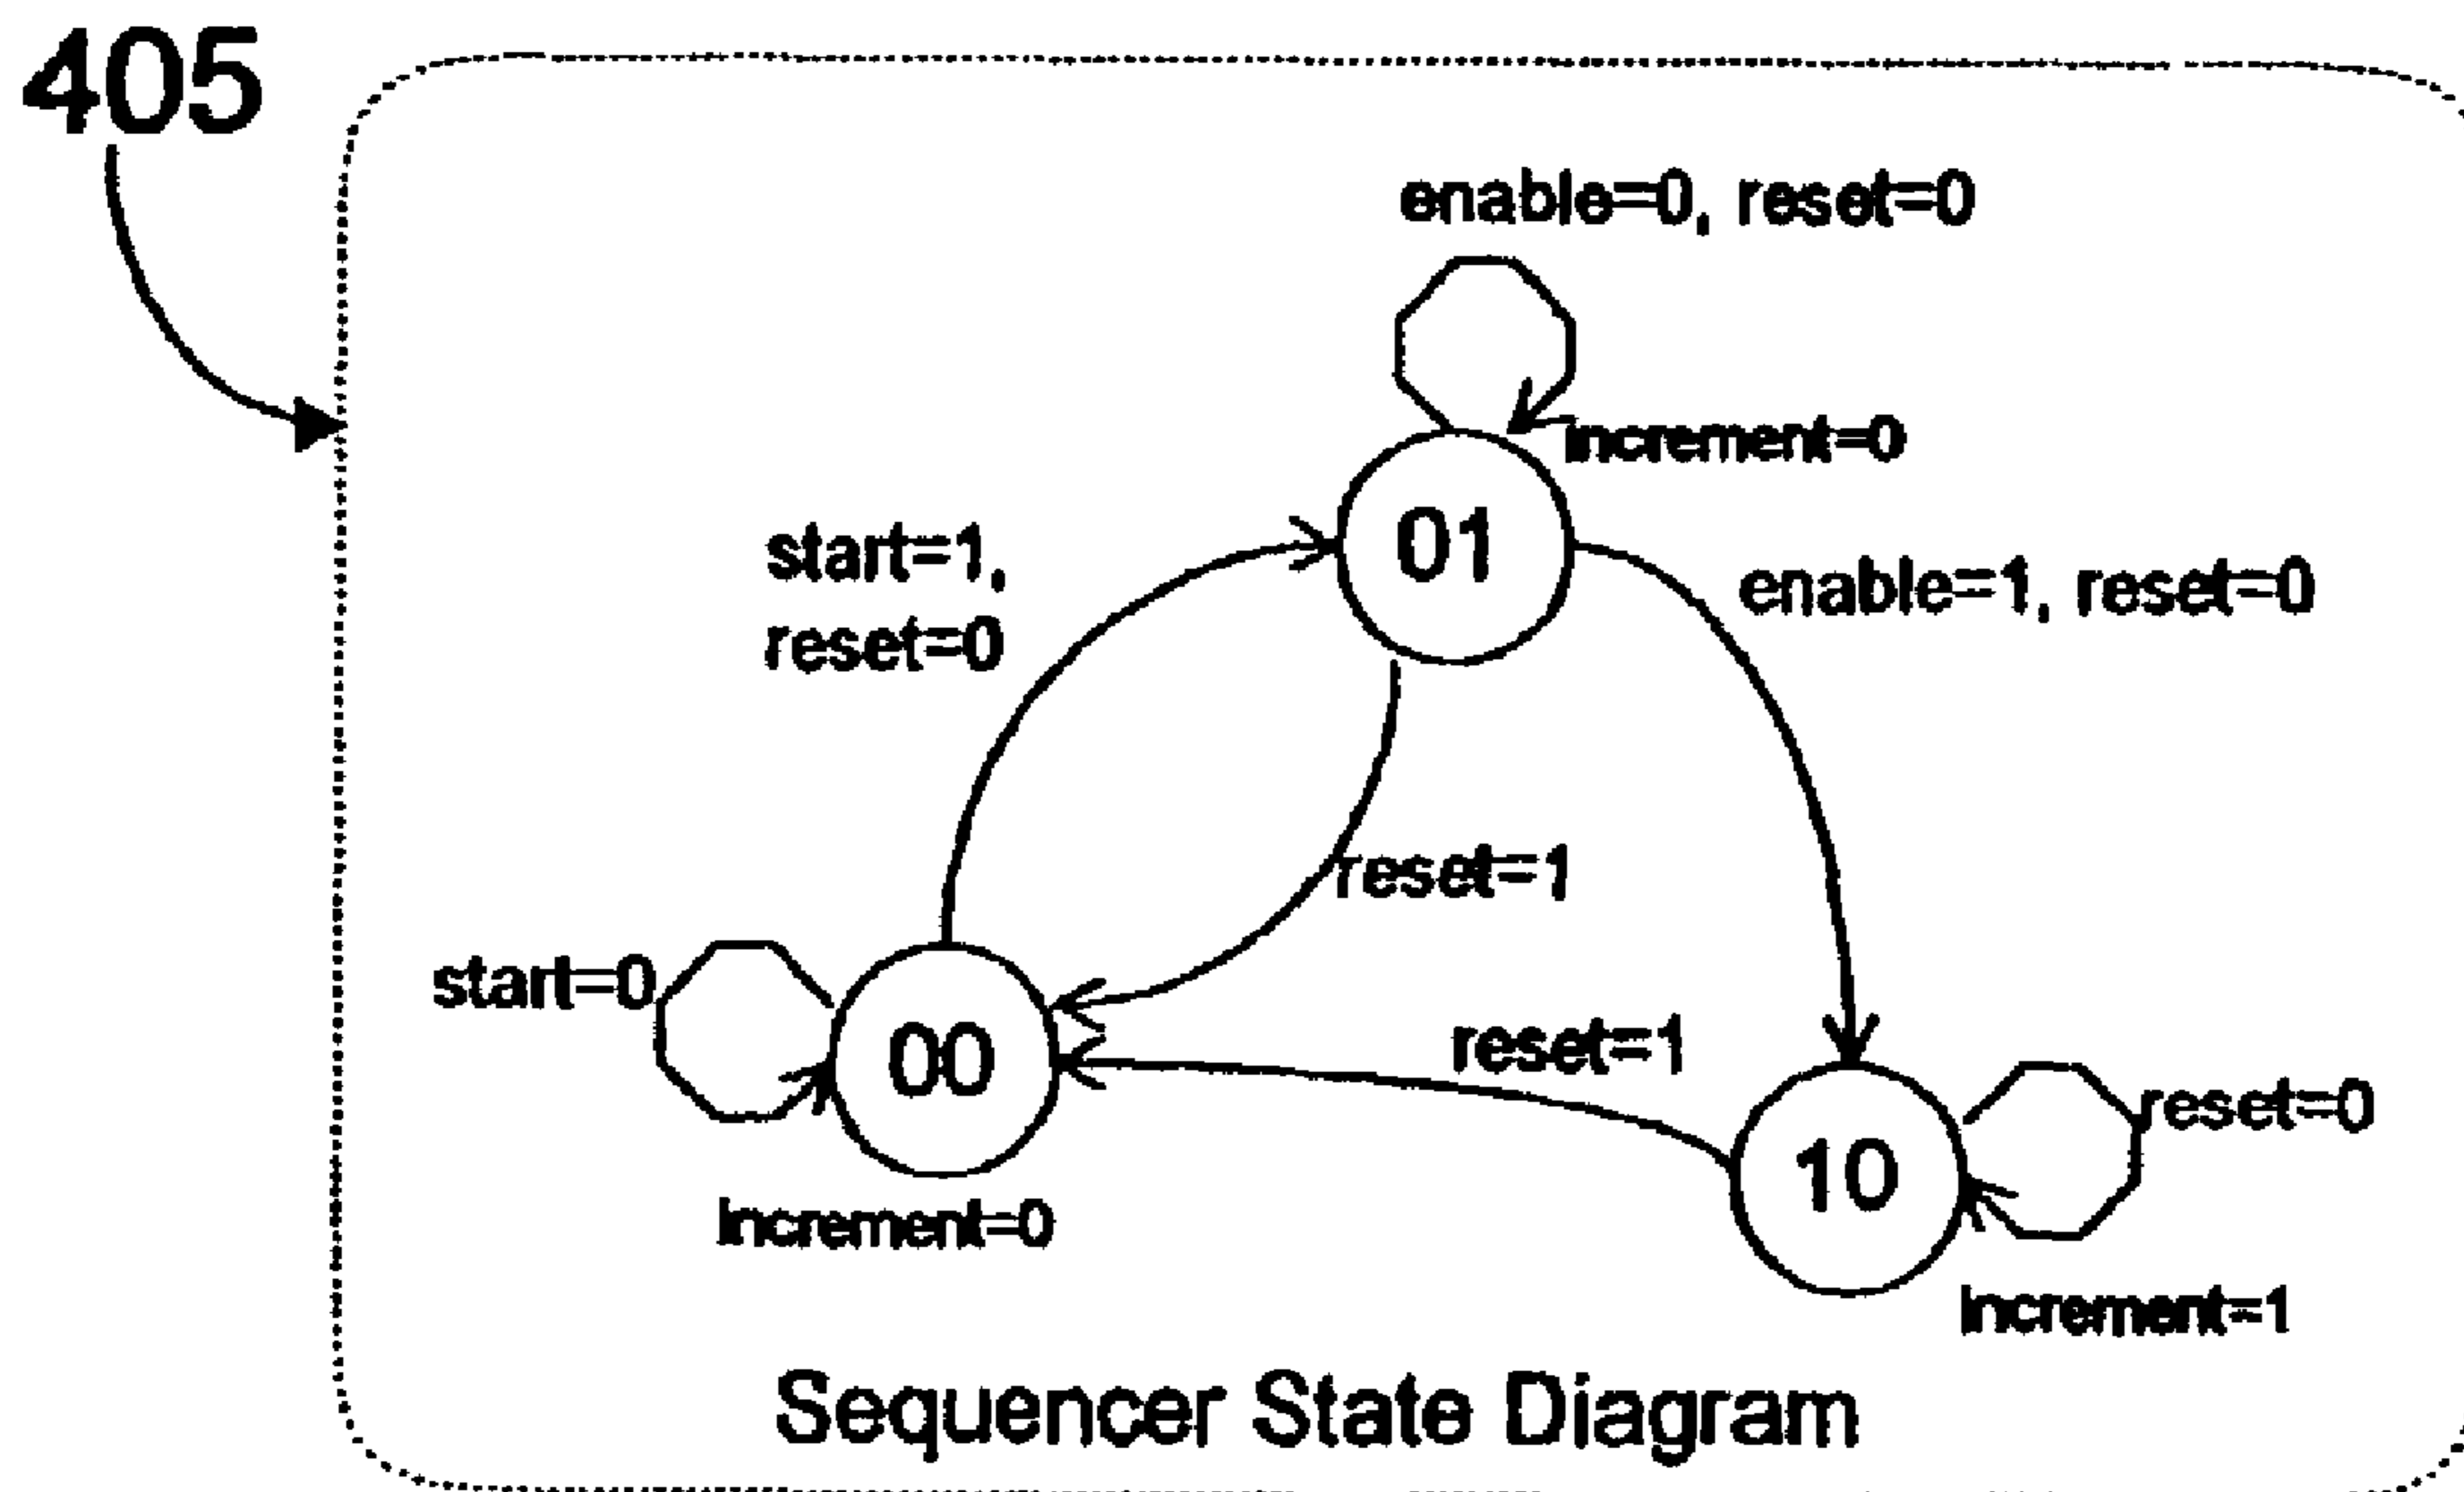 405
enable=0, reset=0
increment=0
01
start=1,
reset=0
enable=1, reset=0
reset=1
start=0
00
reset=1
reset=0
10
Increment=0
Increment=1
Sequencer State Diagram